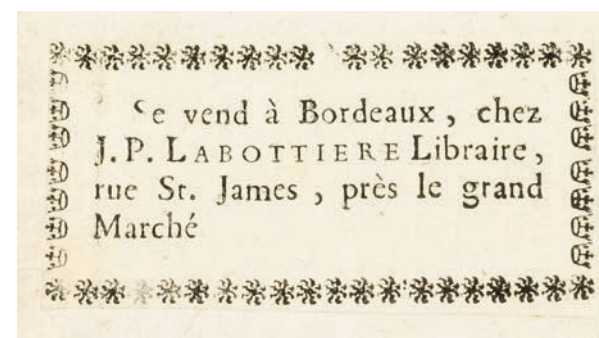 Se vend à Bordeaux, chez
J. P. LABOTTIERE Libraire,
rue St. James, près le grand
Marché